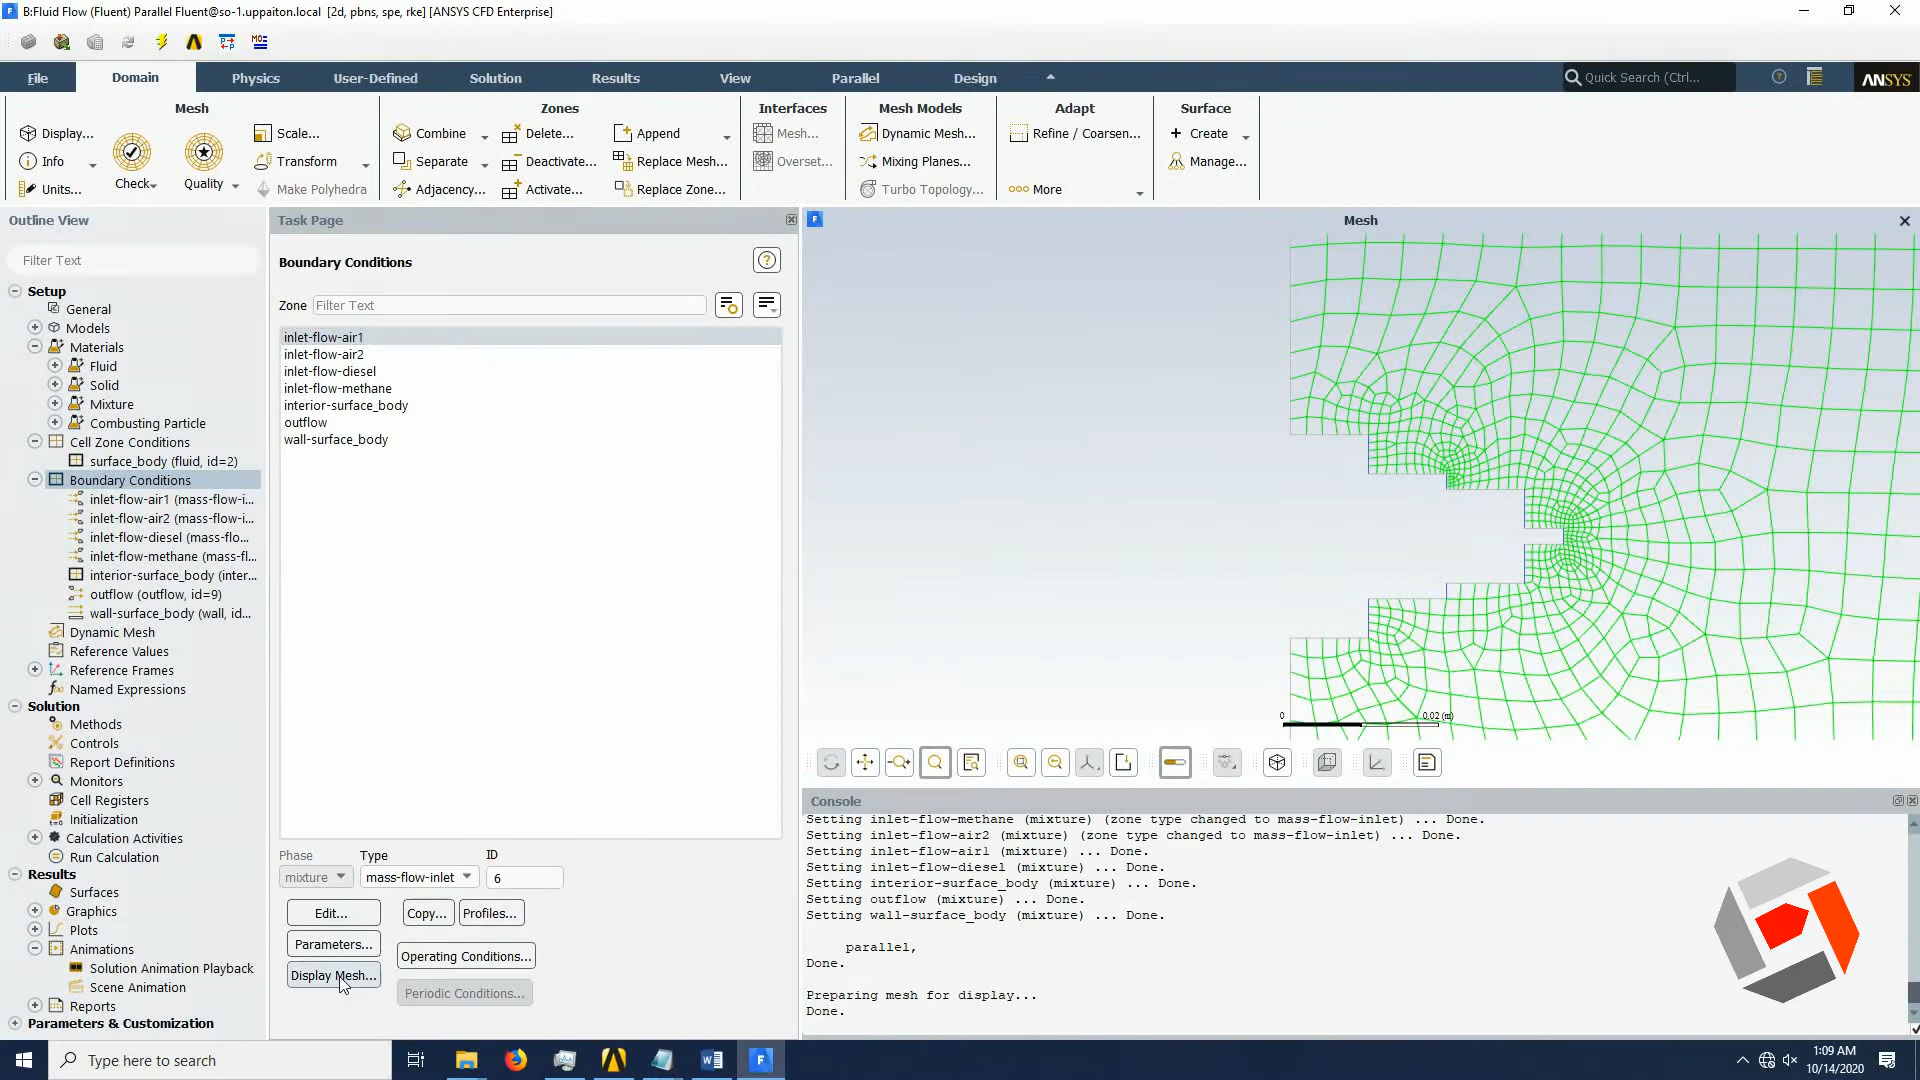 B:Fluid Flow (Fluent) Parallel Fluent@so-1.uppaiton.local [2d, pbns, spe, rke] [ANSYS CFD Enterprise]
File Domain Physics User-Defined Solution Results View Parallel Design Quick Search (Ctrl... ANSYS
Mesh Zones Interfaces Mesh Models Adapt Surface
Display... Scale... Combine Delete... Append Mesh... Dynamic Mesh... Refine / Coarsen... Create
Info Transform Separate Deactivate... Replace Mesh... Overset... Mixing Planes... Manage...
Check Quality
Units... Make Polyhedra Adjacency... Activate... Replace Zone... Turbo Topology... More
Outline View
Filter Text
Setup
General
Models
Materials
Fluid
Solid
Mixture
Combusting Particle
Cell Zone Conditions
surface_body (fluid, id=2)
Boundary Conditions
inlet-flow-air1 (mass-flow-i...
inlet-flow-air2 (mass-flow-i...
inlet-flow-diesel (mass-flo...
inlet-flow-methane (mass-fl...
interior-surface_body (inter...
outflow (outflow, id=9)
wall-surface_body (wall, id...
Dynamic Mesh
Reference Values
Reference Frames
Named Expressions
Solution
Methods
Controls
Report Definitions
Monitors
Cell Registers
Initialization
Calculation Activities
Run Calculation
Results
Surfaces
Graphics
Plots
Animations
Solution Animation Playback
Scene Animation
Reports
Parameters & Customization
Task Page
Boundary Conditions
Zone Filter Text
inlet-flow-air1
inlet-flow-air2
inlet-flow-diesel
inlet-flow-methane
interior-surface_body
outflow
wall-surface_body
Phase Type ID
mixture mass-flow-inlet 6
Edit... Copy... Profiles...
Parameters... Operating Conditions...
Display Mesh... Periodic Conditions...
Mesh
0 0.02 (m)
Console
Setting inlet-flow-methane (mixture) (zone type changed to mass-flow-inlet) ... Done.
Setting inlet-flow-air2 (mixture) (zone type changed to mass-flow-inlet) ... Done.
Setting inlet-flow-air1 (mixture) ... Done.
Setting inlet-flow-diesel (mixture) ... Done.
Setting interior-surface_body (mixture) ... Done.
Setting outflow (mixture) ... Done.
Setting wall-surface_body (mixture) ... Done.
parallel,
Done.
Preparing mesh for display...
Done.
Type here to search
1:09 AM
10/14/2020